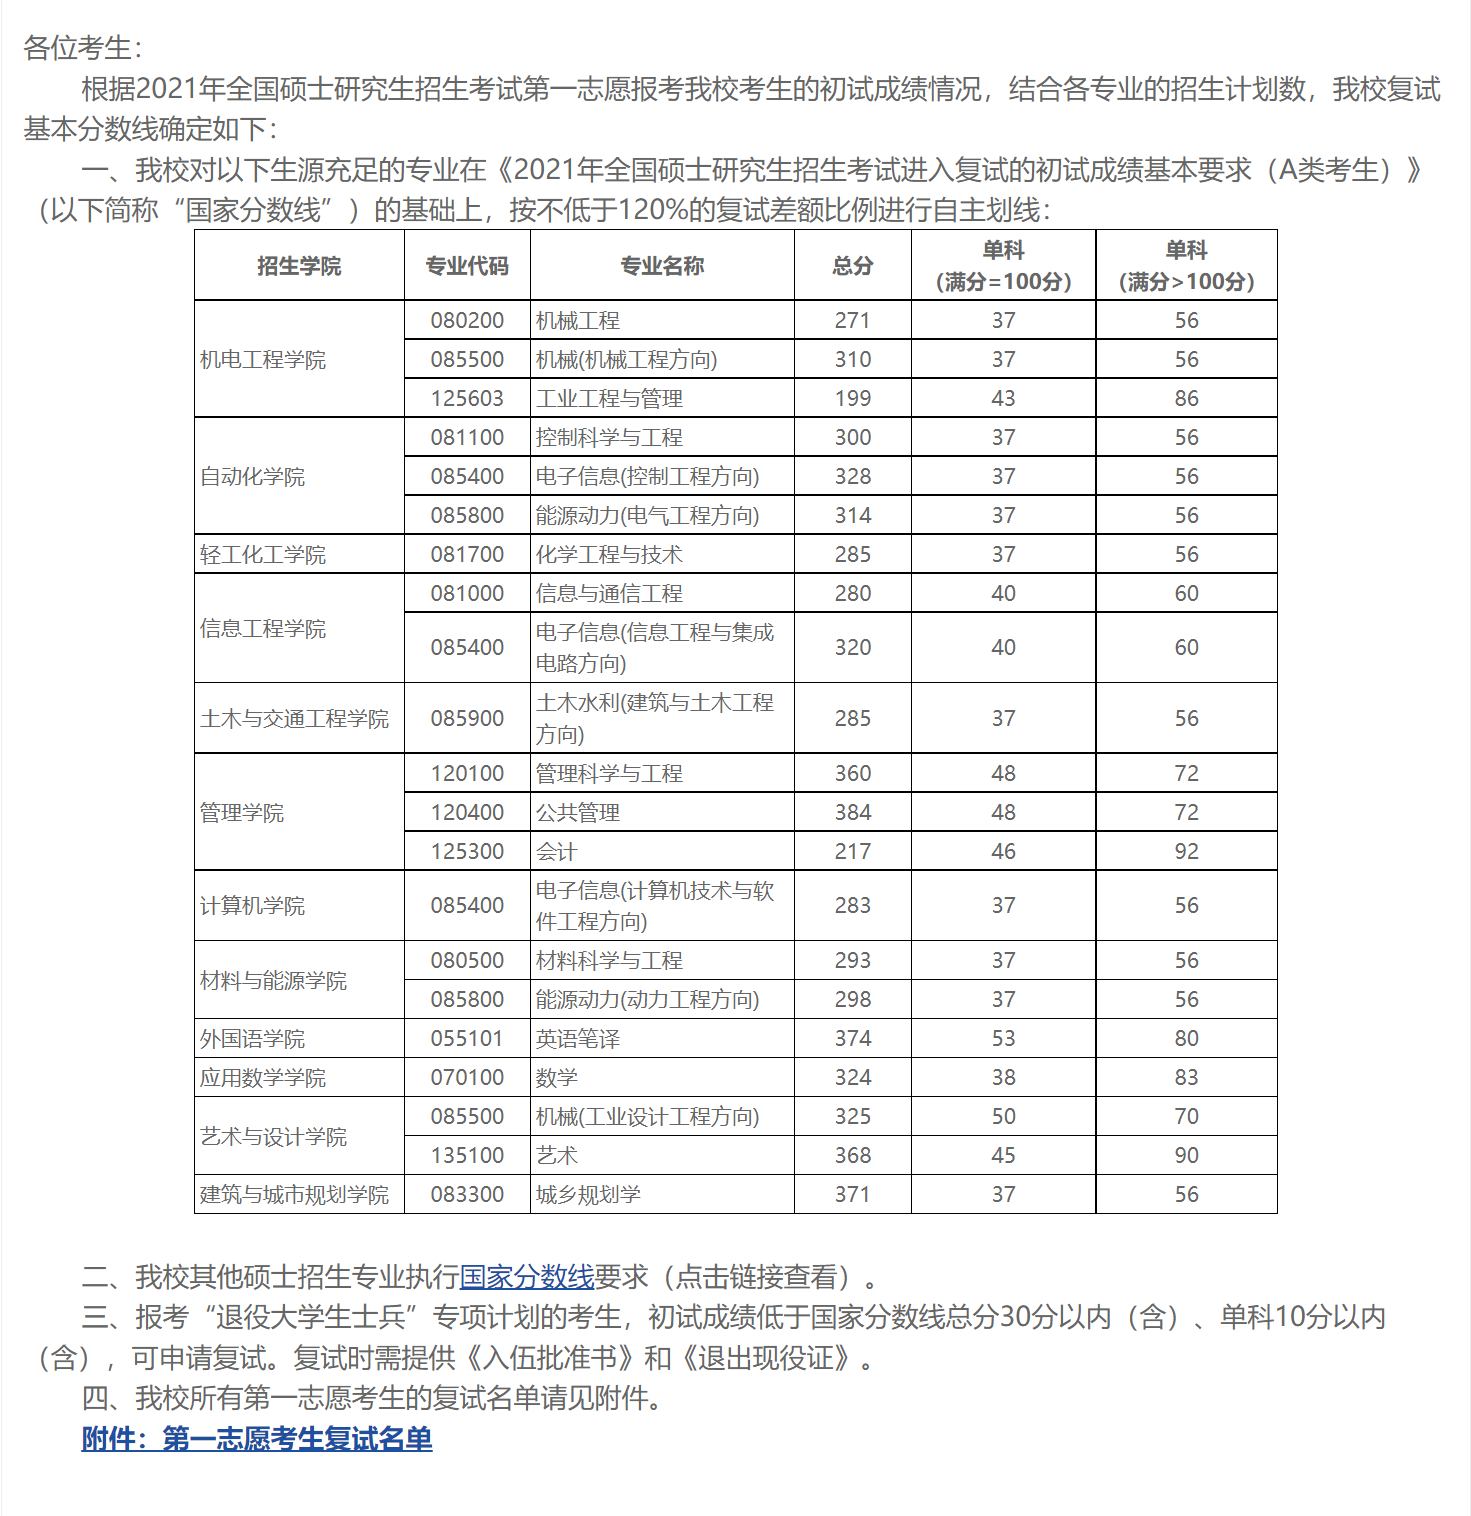 各位考生：
根据2021年全国硕士研究生招生考试第一志愿报考我校考生的初试成绩情况，结合各专业的招生计划数，我校复试
基本分数线确定如下：
一、我校对以下生源充足的专业在《2021年全国硕士研究生招生考试进入复试的初试成绩基本要求（A类考生）》
（以下简称“国家分数线”）的基础上，按不低于120%的复试差额比例进行自主划线：
招生学院 专业代码 专业名称 总分 单科（满分=100分） 单科（满分>100分）
机电工程学院 080200 机械工程 271 37 56
085500 机械(机械工程方向) 310 37 56
125603 工业工程与管理 199 43 86
自动化学院 081100 控制科学与工程 300 37 56
085400 电子信息(控制工程方向) 328 37 56
085800 能源动力(电气工程方向) 314 37 56
轻工化工学院 081700 化学工程与技术 285 37 56
信息工程学院 081000 信息与通信工程 280 40 60
085400 电子信息(信息工程与集成电路方向) 320 40 60
土木与交通工程学院 085900 土木水利(建筑与土木工程方向) 285 37 56
管理学院 120100 管理科学与工程 360 48 72
120400 公共管理 384 48 72
125300 会计 217 46 92
计算机学院 085400 电子信息(计算机技术与软件工程方向) 283 37 56
材料与能源学院 080500 材料科学与工程 293 37 56
085800 能源动力(动力工程方向) 298 37 56
外国语学院 055101 英语笔译 374 53 80
应用数学学院 070100 数学 324 38 83
艺术与设计学院 085500 机械(工业设计工程方向) 325 50 70
135100 艺术 368 45 90
建筑与城市规划学院 083300 城乡规划学 371 37 56
二、我校其他硕士招生专业执行国家分数线要求（点击链接查看）。
三、报考“退役大学生士兵”专项计划的考生，初试成绩低于国家分数线总分30分以内（含）、单科10分以内
（含），可申请复试。复试时需提供《入伍批准书》和《退出现役证》。
四、我校所有第一志愿考生的复试名单请见附件。
附件：第一志愿考生复试名单